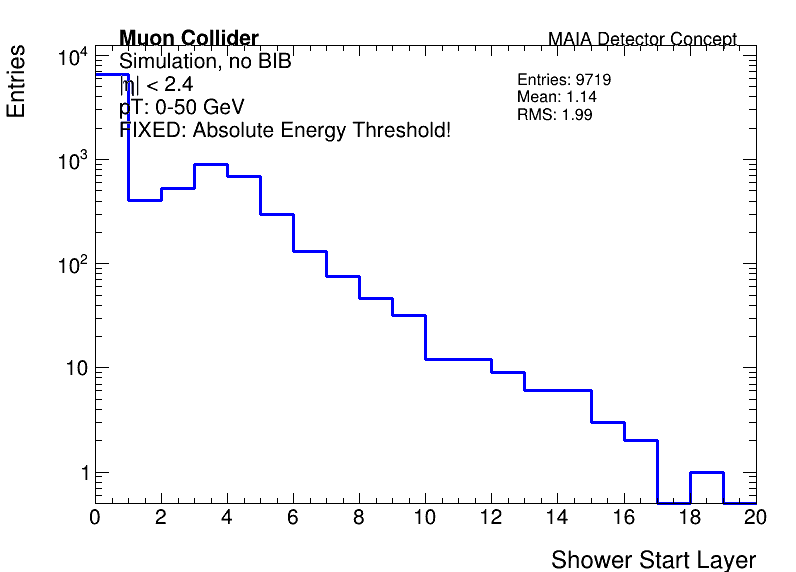 Muon Collider
MAIA Detector Concept
Simulation, no BIB
|η| < 2.4
pT: 0-50 GeV
FIXED: Absolute Energy Threshold!
Entries: 9719
Mean: 1.14
RMS: 1.99
Entries
10⁴
10³
10²
10
1
0 2 4 6 8 10 12 14 16 18 20
Shower Start Layer